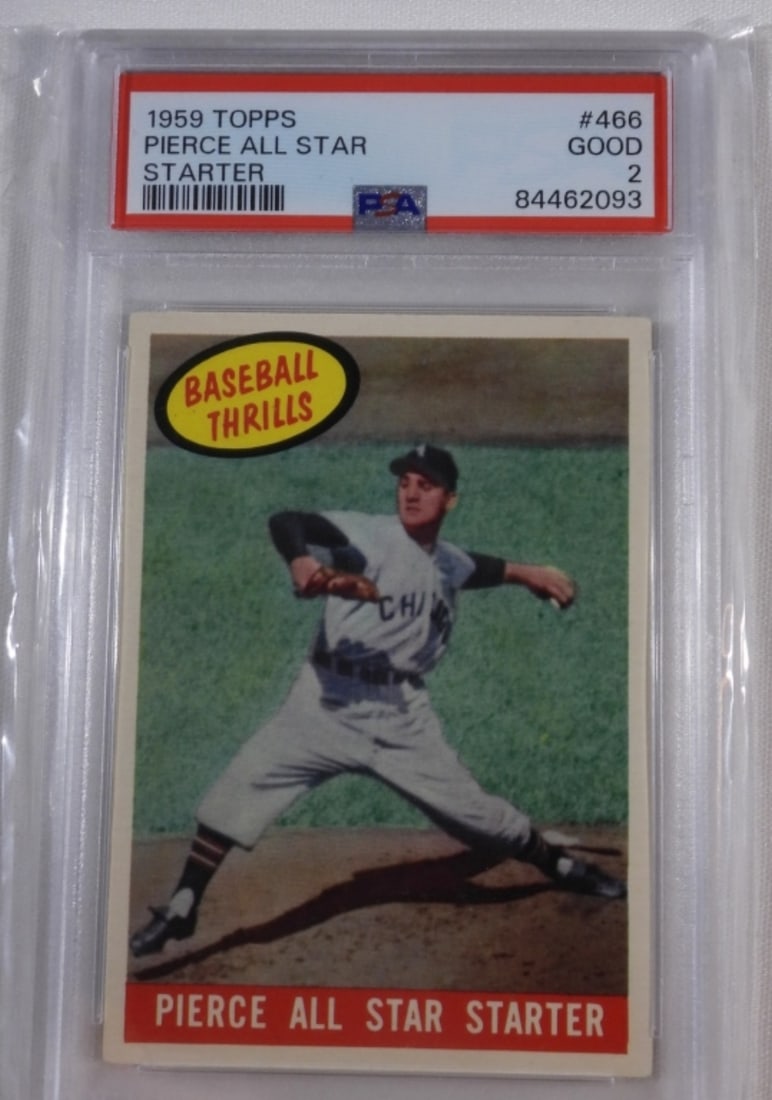 1959 TOPPS #466
PIERCE ALL STAR GOOD
STARTER 2
PSA 84462093
BASEBALL
THRILLS
CHI
PIERCE ALL STAR STARTER